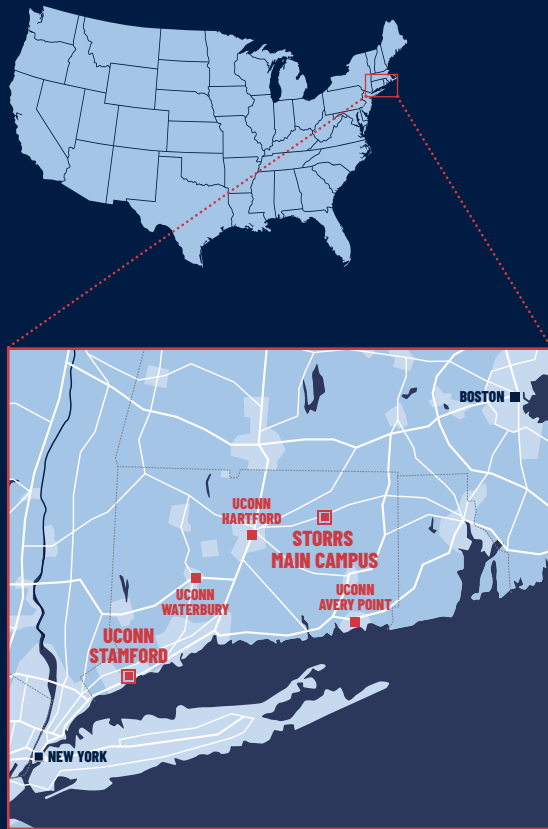 BOSTON
UCONN
HARTFORD
STORRS
MAIN CAMPUS
UCONN
WATERBURY
UCONN
AVERY POINT
UCONN
STAMFORD
NEW YORK